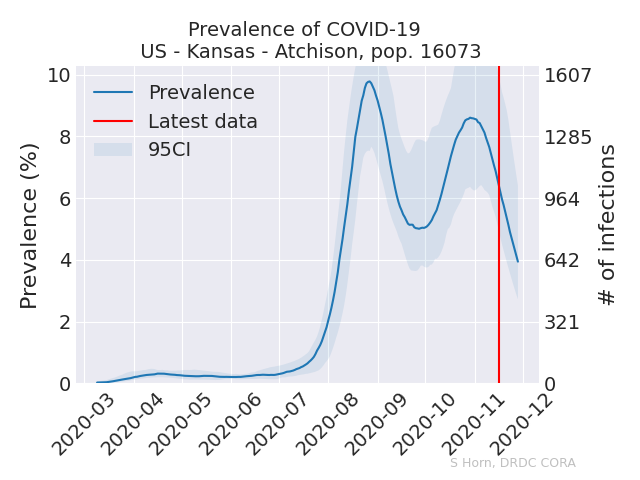 Prevalence of COVID-19
US - Kansas - Atchison, pop. 16073
Prevalence
Latest data
95CI
Prevalence (%)
10
8
6
4
2
0
1607
1285
964
642
321
0
# of infections
2020-03
2020-04
2020-05
2020-06
2020-07
2020-08
2020-09
2020-10
2020-11
2020-12
S Horn, DRDC CORA